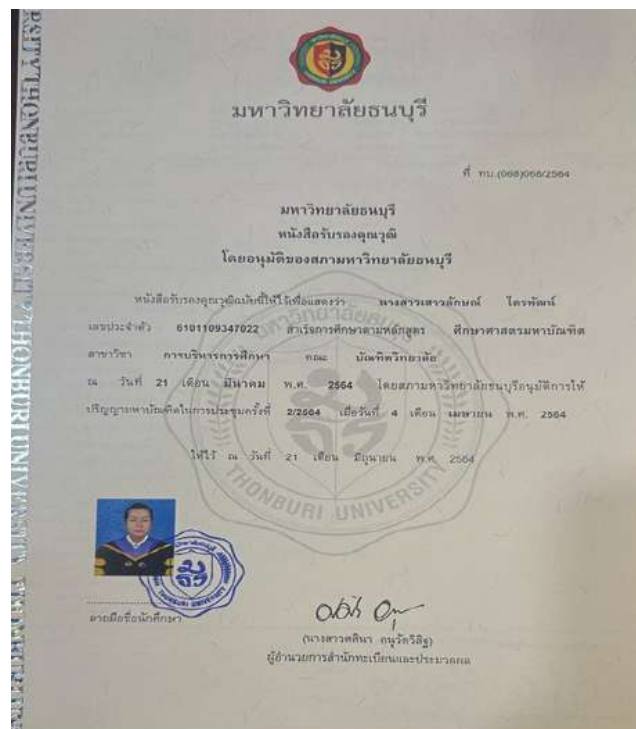 มหาวิทยาลัยธนบุรี
ที่ ทบ.(068)066/2564
มหาวิทยาลัยธนบุรี
หนังสือรับรองคุณวุฒิ
โดยอนุมัติของสภามหาวิทยาลัยธนบุรี
หนังสือรับรองคุณวุฒิฉบับนี้ให้ไว้เพื่อแสดงว่า นางสาวเสาวลักษณ์ ไตรพัฒน์
เลขประจำตัว 6101109347022 สำเร็จการศึกษาตามหลักสูตร ศึกษาศาสตรมหาบัณฑิต
สาขาวิชา การบริหารการศึกษา คณะ บัณฑิตวิทยาลัย
ณ วันที่ 21 เดือน มีนาคม พ.ศ. 2564 โดยสภามหาวิทยาลัยธนบุรีอนุมัติการให้
ปริญญามหาบัณฑิตในการประชุมครั้งที่ 2/2564 เมื่อวันที่ 4 เดือน เมษายน พ.ศ. 2564
ให้ไว้ ณ วันที่ 21 เดือน มิถุนายน พ.ศ. 2564
THONBURI UNIVERSITY
THONBURI UNIVERSITY
ลายมือชื่อนักศึกษา
ผู้อำนวยการสำนักทะเบียนและประมวลผล
RSITY THONBURI UNIVERSITY THONBURI UNIVERSITY